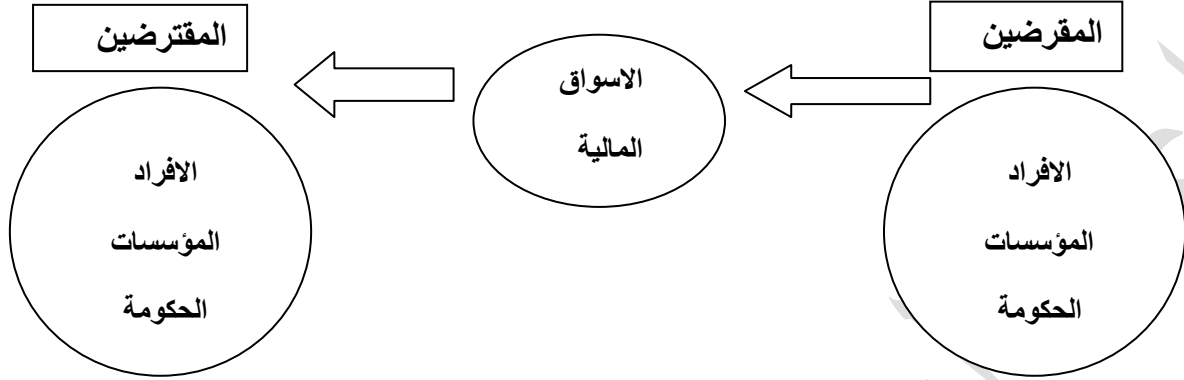 المقرضين
الافراد
المؤسسات
الحكومة
الاسواق
المالية
المقترضين
الافراد
المؤسسات
الحكومة